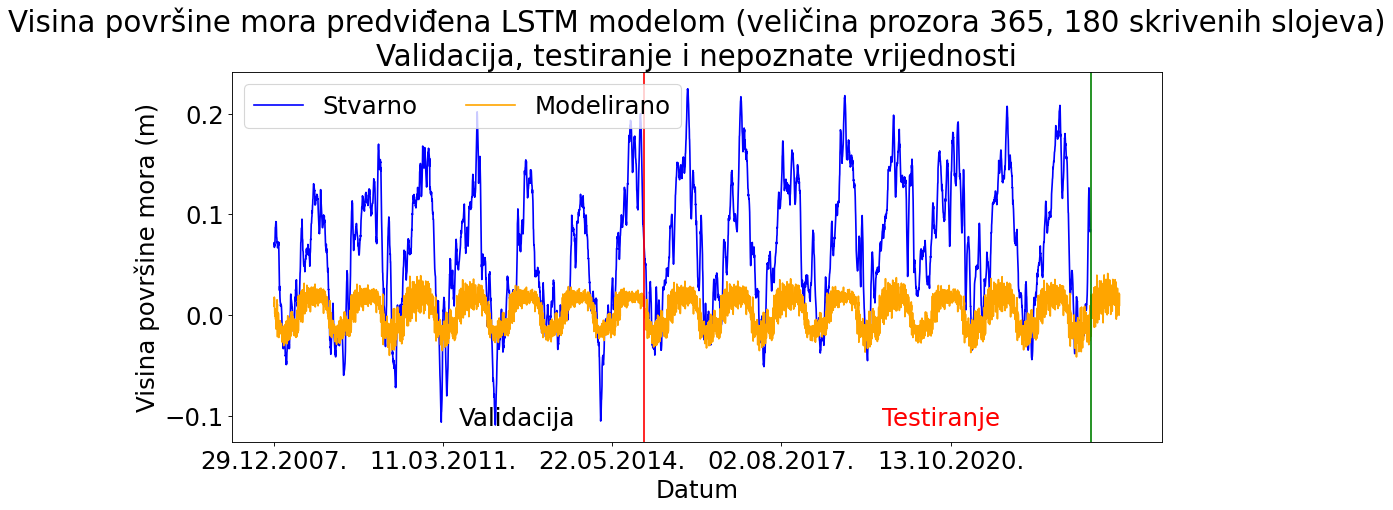 Visina površine mora predviđena LSTM modelom (veličina prozora 365, 180 skrivenih slojeva)
Validacija, testiranje i nepoznate vrijednosti
Stvarno
Modelirano
Visina površine mora (m)
0.2
0.1
0.0
−0.1
Validacija
Testiranje
29.12.2007.
11.03.2011.
22.05.2014.
02.08.2017.
13.10.2020.
Datum